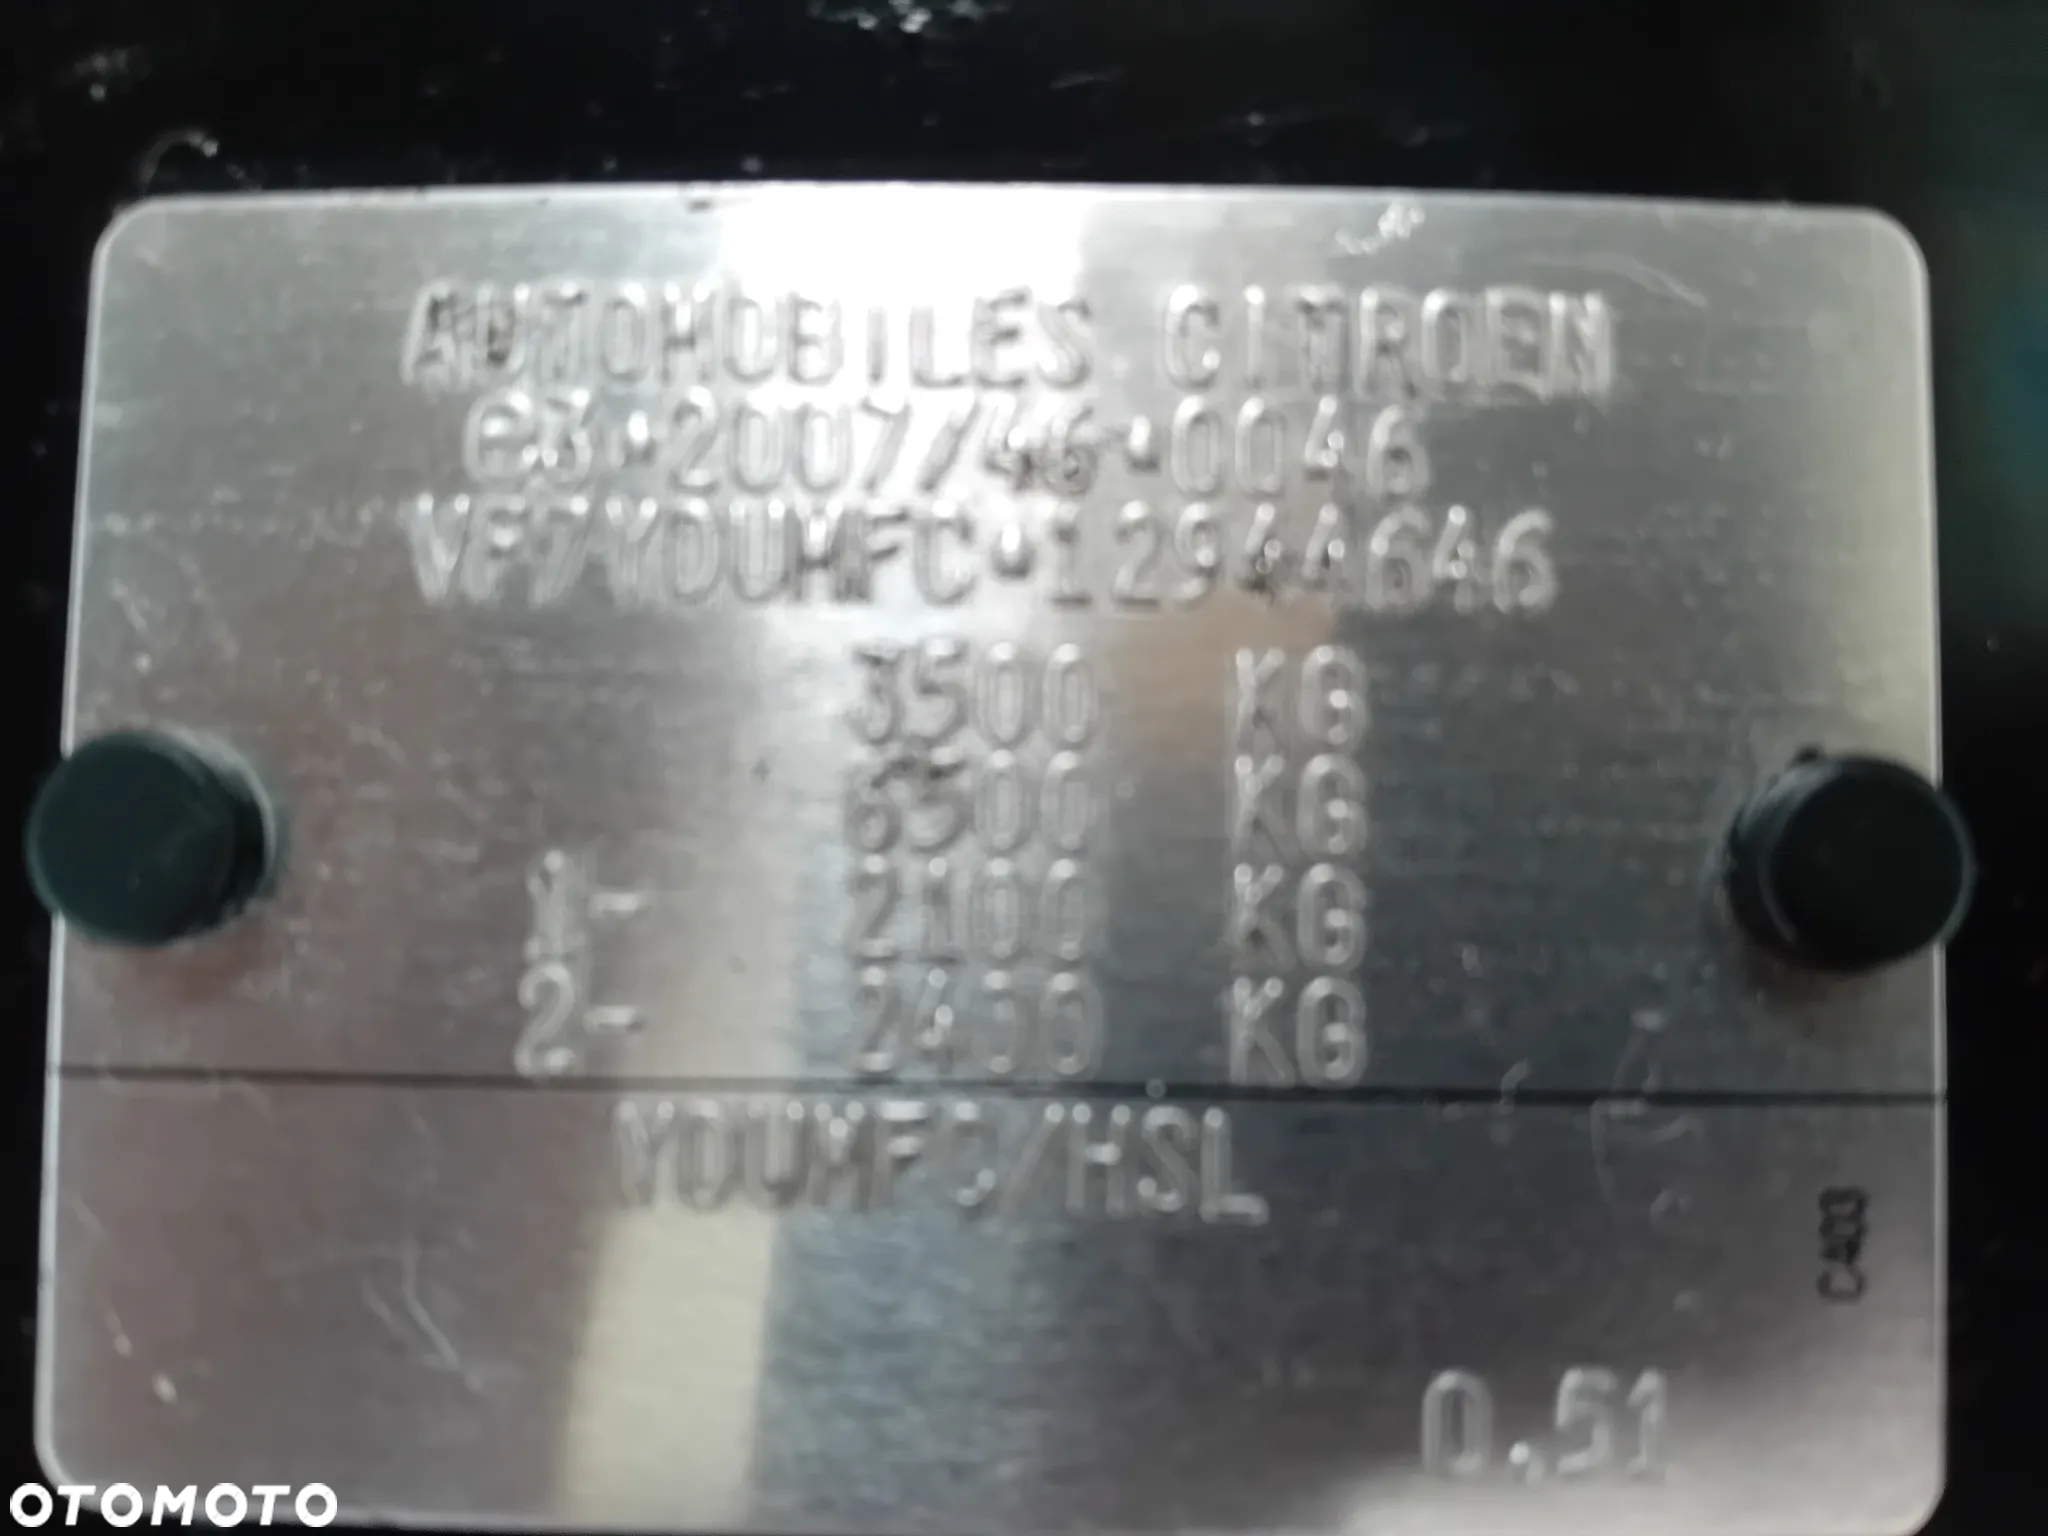 AUTOMOBILES CITROEN
e3*2007/46*0046
VF7YDUMFC*12944646
3500 KG
6500 KG
1- 2100 KG
2- 2400 KG
YDUMFC/HSL
CA03
0.51
OTOMOTO